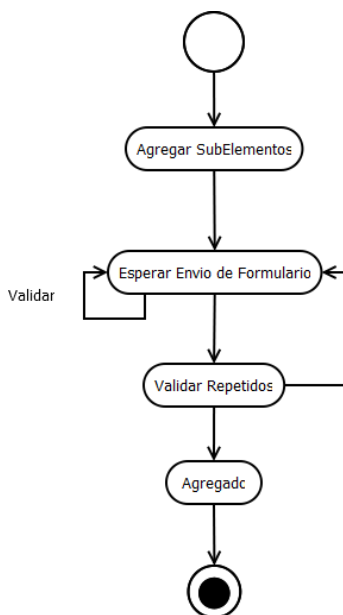 Agregar SubElementos
Esperar Envio de Formulario
Validar
Validar Repetidos
Agregado